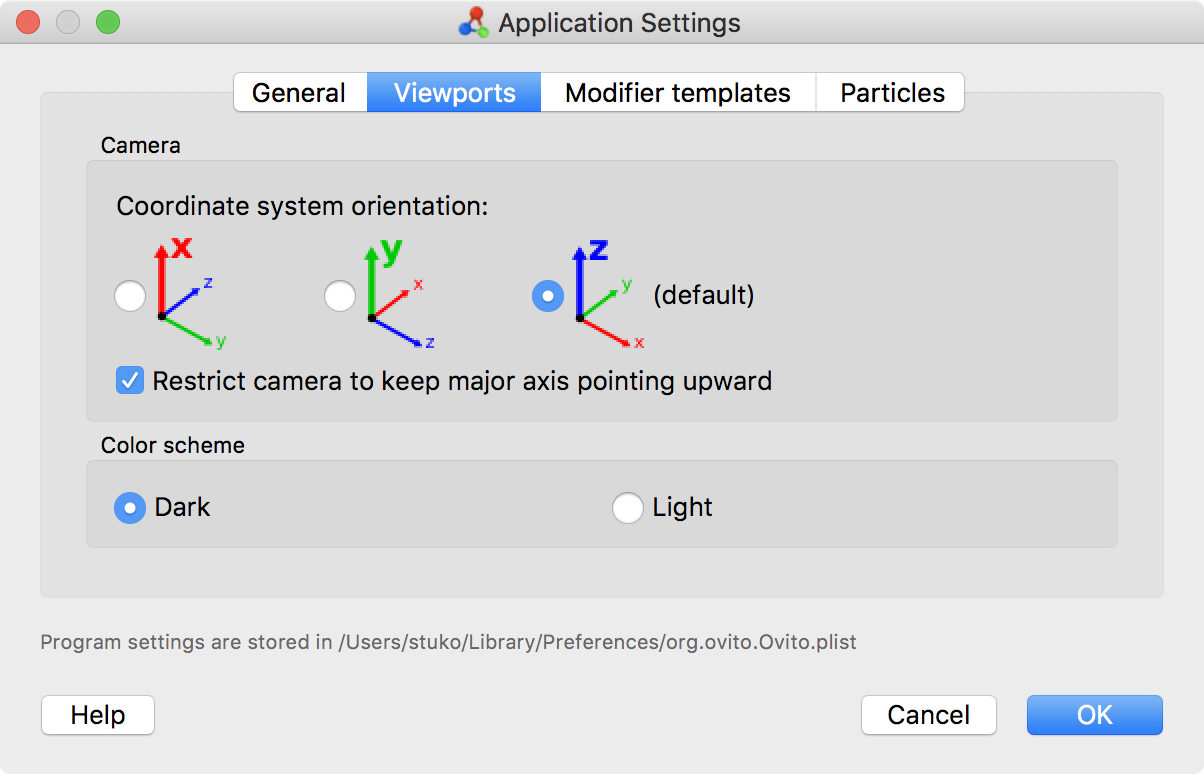 Application Settings
General Viewports Modifier templates Particles
Camera
Coordinate system orientation:
x z y
y x z
z y x (default)
Restrict camera to keep major axis pointing upward
Color scheme
Dark Light
Program settings are stored in /Users/stuko/Library/Preferences/org.ovito.Ovito.plist
Help Cancel OK